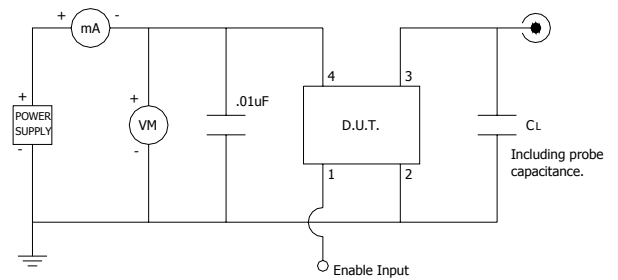 + mA -
4 3
.01uF
+
POWER
SUPPLY
-
+
VM
-
D.U.T.
CL
Including probe
capacitance.
1 2
Enable Input